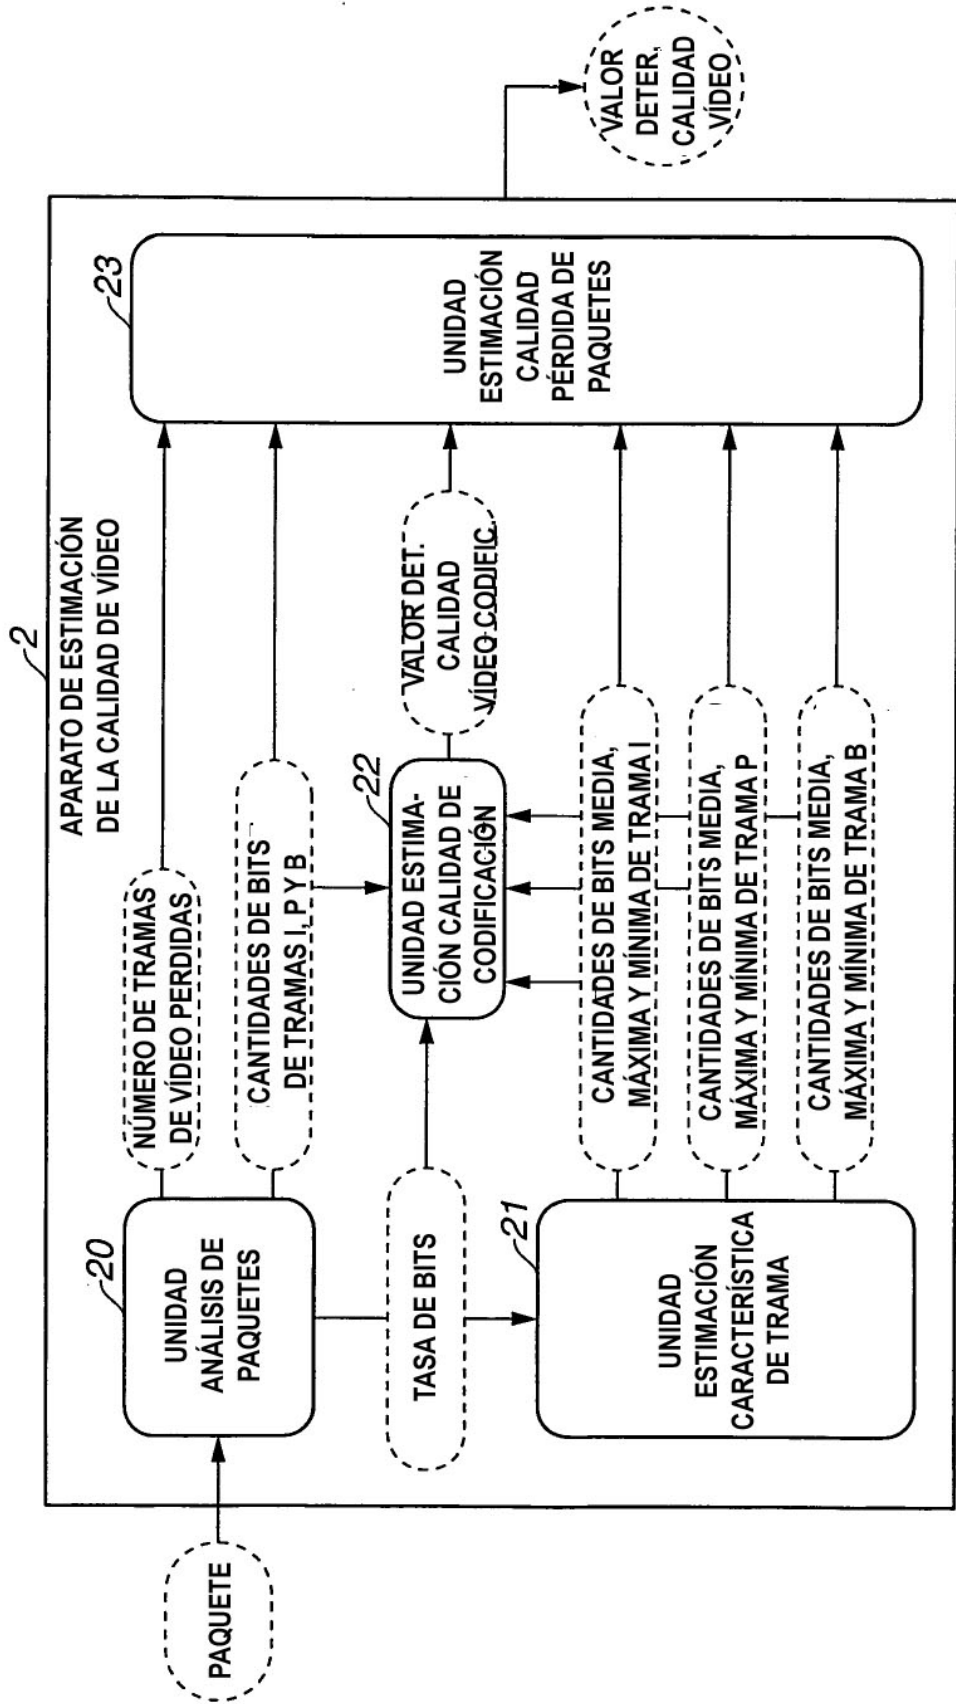 2
APARATO DE ESTIMACIÓN
DE LA CALIDAD DE VÍDEO
PAQUETE
20
UNIDAD
ANÁLISIS DE
PAQUETES
NÚMERO DE TRAMAS
DE VÍDEO PERDIDAS
CANTIDADES DE BITS
DE TRAMAS I, P Y B
TASA DE BITS
22
UNIDAD ESTIMA-
CIÓN CALIDAD DE
CODIFICACIÓN
VALOR DET.
CALIDAD
VÍDEO CODIFIC.
21
UNIDAD
ESTIMACIÓN
CARACTERÍSTICA
DE TRAMA
CANTIDADES DE BITS MEDIA,
MÁXIMA Y MÍNIMA DE TRAMA I
CANTIDADES DE BITS MEDIA,
MÁXIMA Y MÍNIMA DE TRAMA P
CANTIDADES DE BITS MEDIA,
MÁXIMA Y MÍNIMA DE TRAMA B
23
UNIDAD
ESTIMACIÓN
CALIDAD
PÉRDIDA DE
PAQUETES
VALOR
DETER,
CALIDAD
VÍDEO